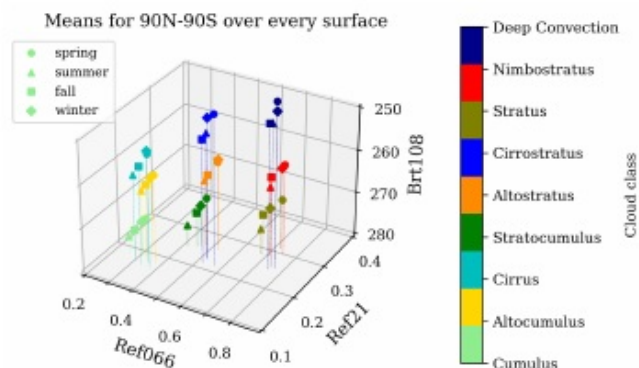 Means for 90N-90S over every surface
spring
summer
fall
winter
250
260
270
280
Brt108
0.2
0.4
0.6
0.8
Ref066
0.1
0.2
0.3
0.4
Ref21
Deep Convection
Nimbostratus
Stratus
Cirrostratus
Altostratus
Stratocumulus
Cirrus
Altocumulus
Cumulus
Cloud class